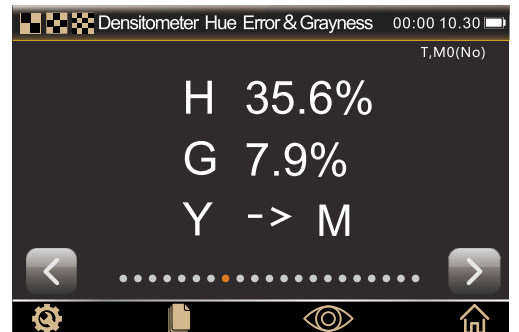 Densitometer Hue Error & Grayness 00:00 10.30
T,M0(No)
H 35.6%
G 7.9%
Y -> M